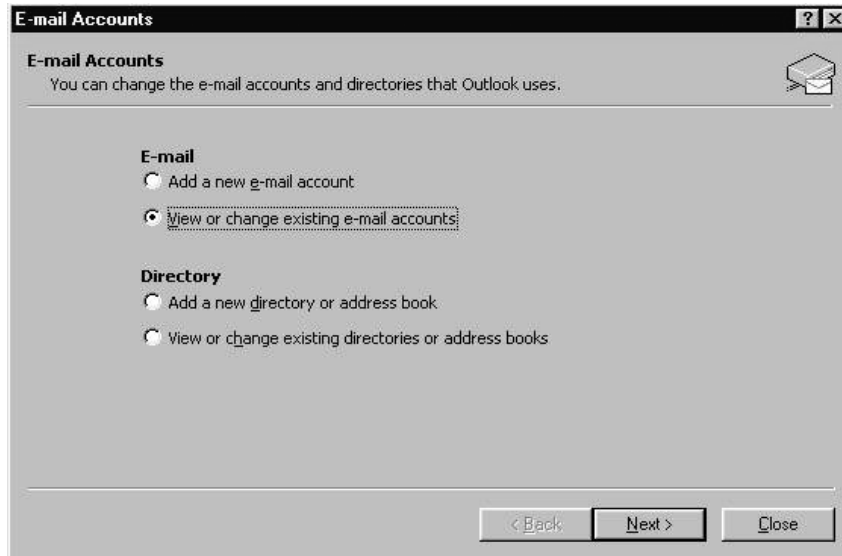 E-mail Accounts
E-mail Accounts
You can change the e-mail accounts and directories that Outlook uses.
E-mail
Add a new e-mail account
View or change existing e-mail accounts
Directory
Add a new directory or address book
View or change existing directories or address books
< Back Next > Close